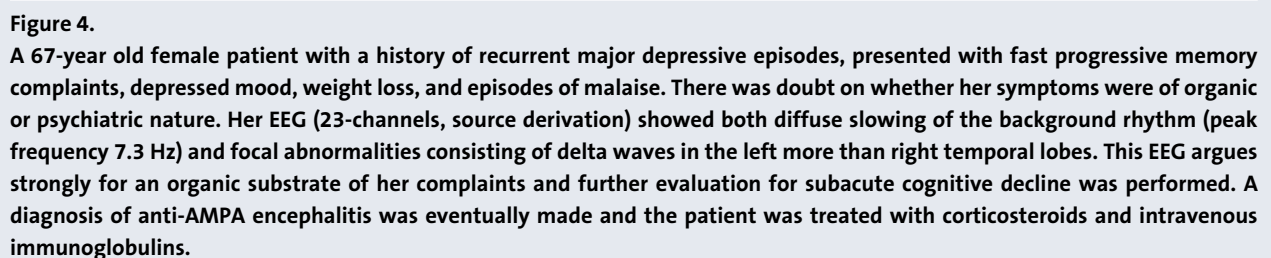 Figure 4.
A 67-year old female patient with a history of recurrent major depressive episodes, presented with fast progressive memory
complaints, depressed mood, weight loss, and episodes of malaise. There was doubt on whether her symptoms were of organic
or psychiatric nature. Her EEG (23-channels, source derivation) showed both diffuse slowing of the background rhythm (peak
frequency 7.3 Hz) and focal abnormalities consisting of delta waves in the left more than right temporal lobes. This EEG argues
strongly for an organic substrate of her complaints and further evaluation for subacute cognitive decline was performed. A
diagnosis of anti-AMPA encephalitis was eventually made and the patient was treated with corticosteroids and intravenous
immunoglobulins.